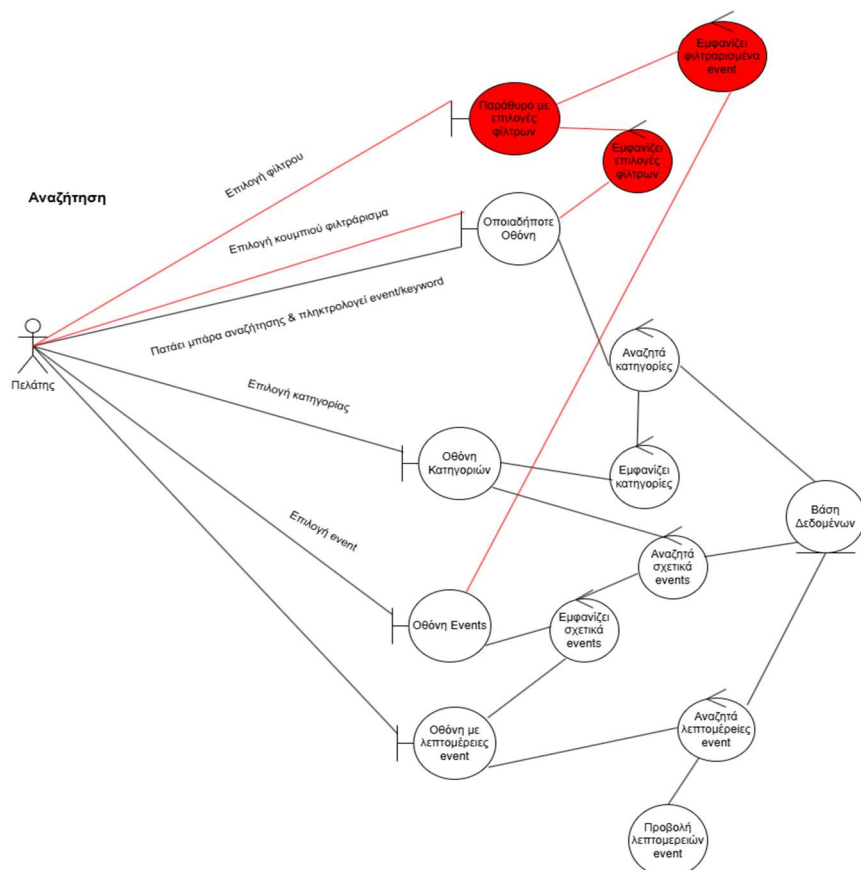 Εμφανίζει
φιλτραρισμένα
event
Παράθυρο με
επιλογές
φίλτρων
Εμφανίζει
επιλογές
φίλτρων
Επιλογή φίλτρου
Αναζήτηση
Επιλογή κουμπιού φιλτράρισμα
Οποιαδήποτε
Οθόνη
Πατάει μπάρα αναζήτησης & πληκτρολογεί event/keyword
Πελάτης
Αναζητά
κατηγορίες
Επιλογή κατηγορίας
Οθόνη
Κατηγοριών
Εμφανίζει
κατηγορίες
Βάση
Δεδομένων
Επιλογή event
Αναζητά
σχετικά
events
Οθόνη Events
Εμφανίζει
σχετικά
events
Οθόνη με
λεπτομέρειες
event
Αναζητά
λεπτομέρειες
event
Προβολή
λεπτομερειών
event